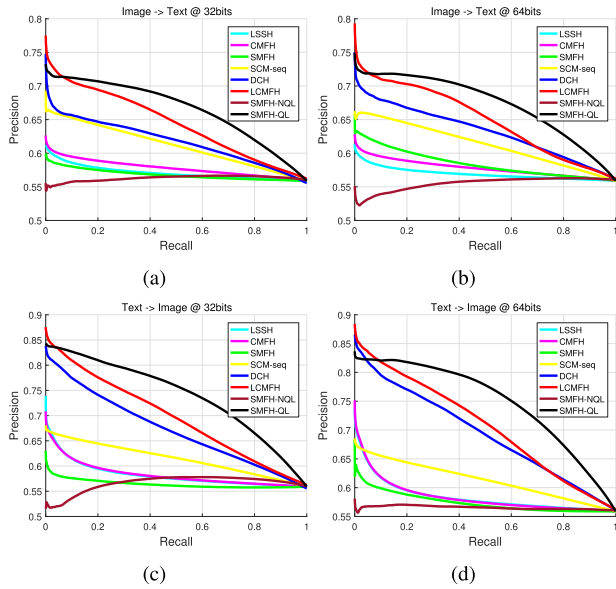 Image -> Text @ 32bits
0.8
0.75
0.7
0.65
0.6
0.55
0.5
Precision
0 0.2 0.4 0.6 0.8 1
Recall
LSSH
CMFH
SMFH
SCM-seq
DCH
LCMFH
SMFH-NQL
SMFH-QL
(a)
Image -> Text @ 64bits
0.8
0.75
0.7
0.65
0.6
0.55
0.5
Precision
0 0.2 0.4 0.6 0.8 1
Recall
LSSH
CMFH
SMFH
SCM-seq
DCH
LCMFH
SMFH-NQL
SMFH-QL
(b)
Text -> Image @ 32bits
0.9
0.85
0.8
0.75
0.7
0.65
0.6
0.55
0.5
Precision
0 0.2 0.4 0.6 0.8 1
Recall
LSSH
CMFH
SMFH
SCM-seq
DCH
LCMFH
SMFH-NQL
SMFH-QL
(c)
Text -> Image @ 64bits
0.9
0.85
0.8
0.75
0.7
0.65
0.6
0.55
Precision
0 0.2 0.4 0.6 0.8 1
Recall
LSSH
CMFH
SMFH
SCM-seq
DCH
LCMFH
SMFH-NQL
SMFH-QL
(d)